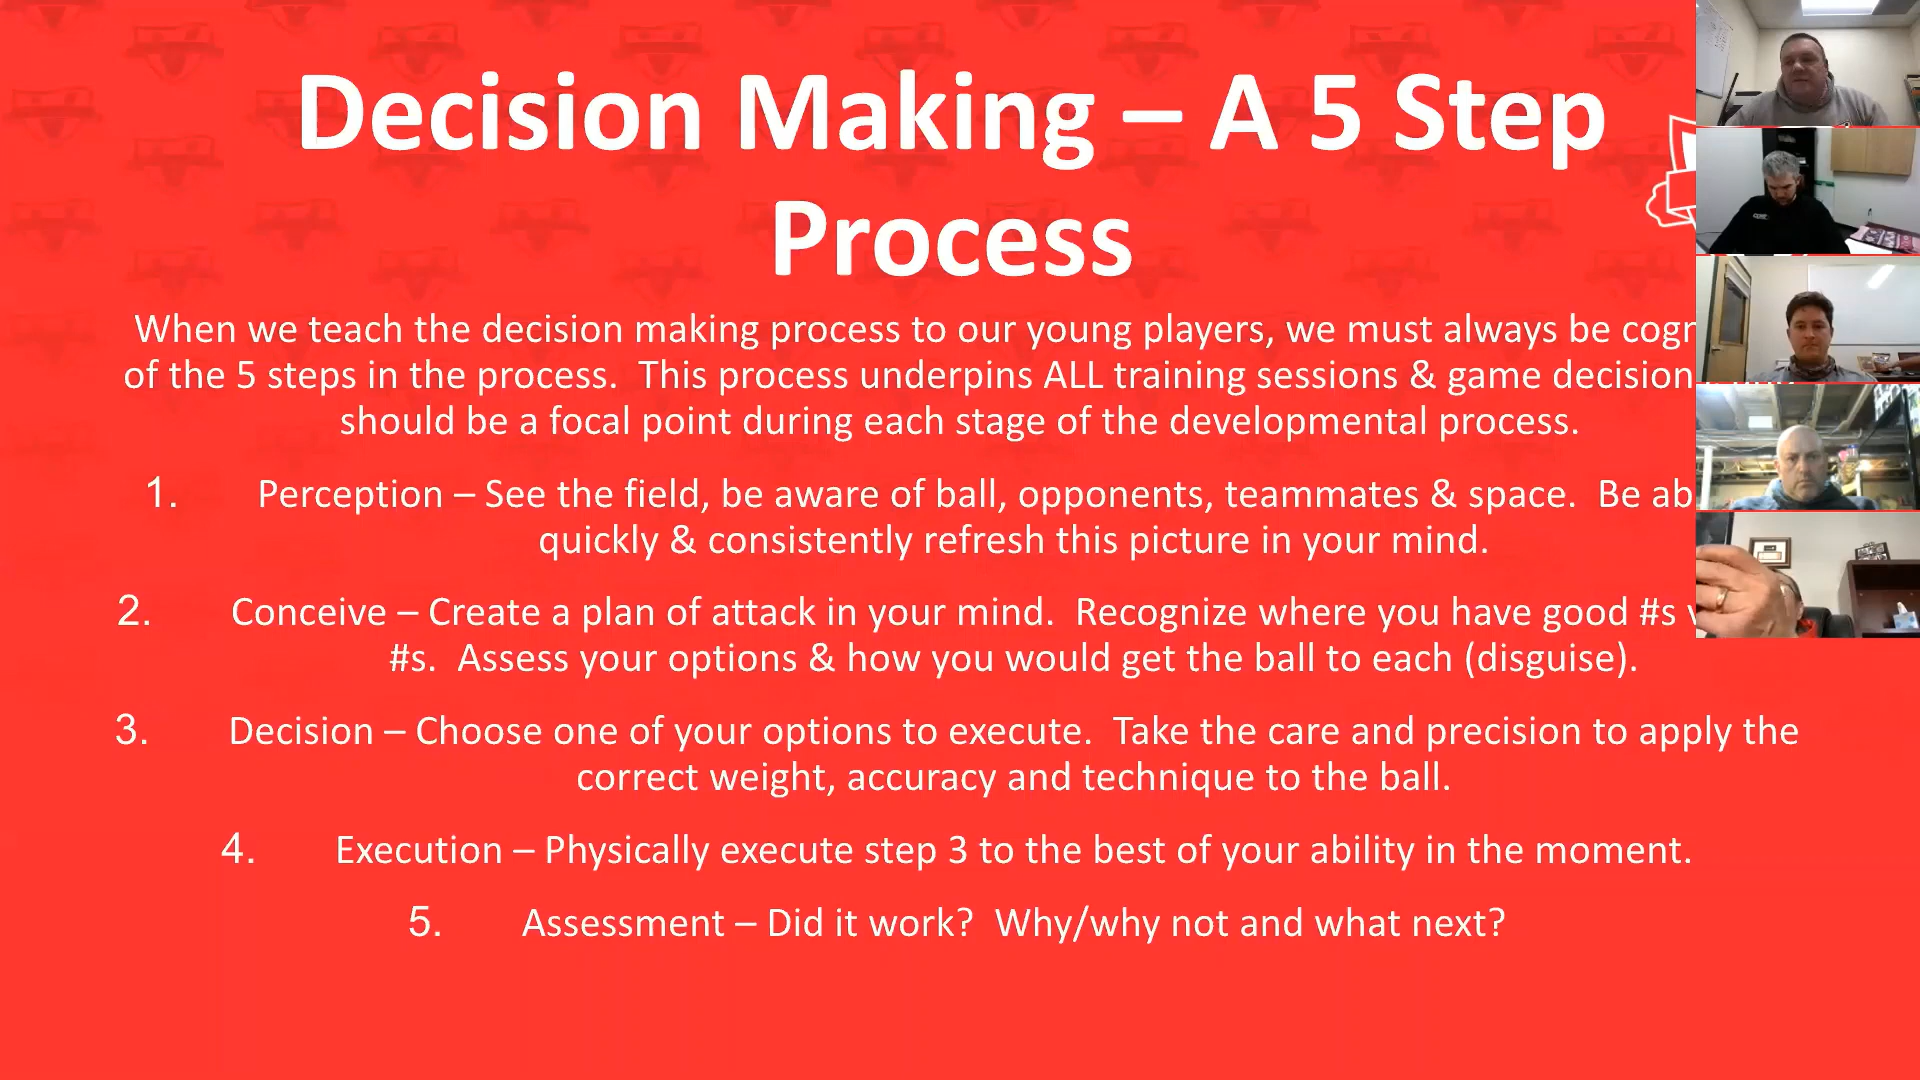 Decision Making – A 5 Step
Process
When we teach the decision making process to our young players, we must always be
of the 5 steps in the process.  This process underpins ALL training sessions & game decision
should be a focal point during each stage of the developmental process.
1. Perception – See the field, be aware of ball, opponents, teammates & space.  Be
quickly & consistently refresh this picture in your mind.
2. Conceive – Create a plan of attack in your mind.  Recognize where you have good #s
#s.  Assess your options & how you would get the ball to each (disguise).
3. Decision – Choose one of your options to execute.  Take the care and precision to apply the
correct weight, accuracy and technique to the ball.
4. Execution – Physically execute step 3 to the best of your ability in the moment.
5. Assessment – Did it work?  Why/why not and what next?